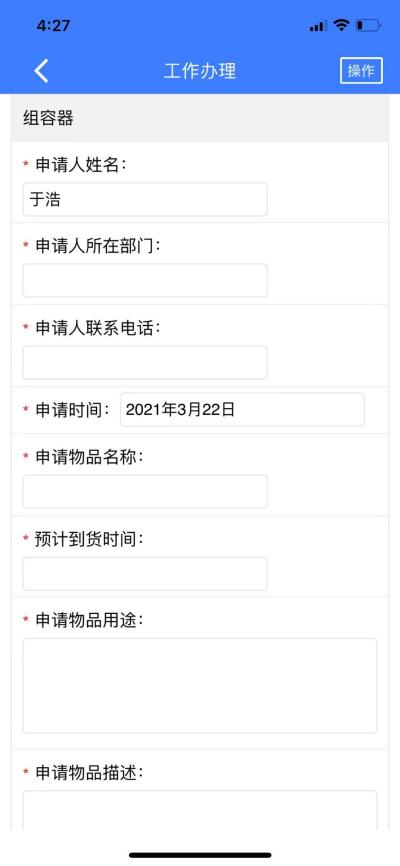 4:27
工作办理
操作
组容器
* 申请人姓名：
于浩
* 申请人所在部门：
* 申请人联系电话：
* 申请时间： 2021年3月22日
* 申请物品名称：
* 预计到货时间：
* 申请物品用途：
* 申请物品描述：